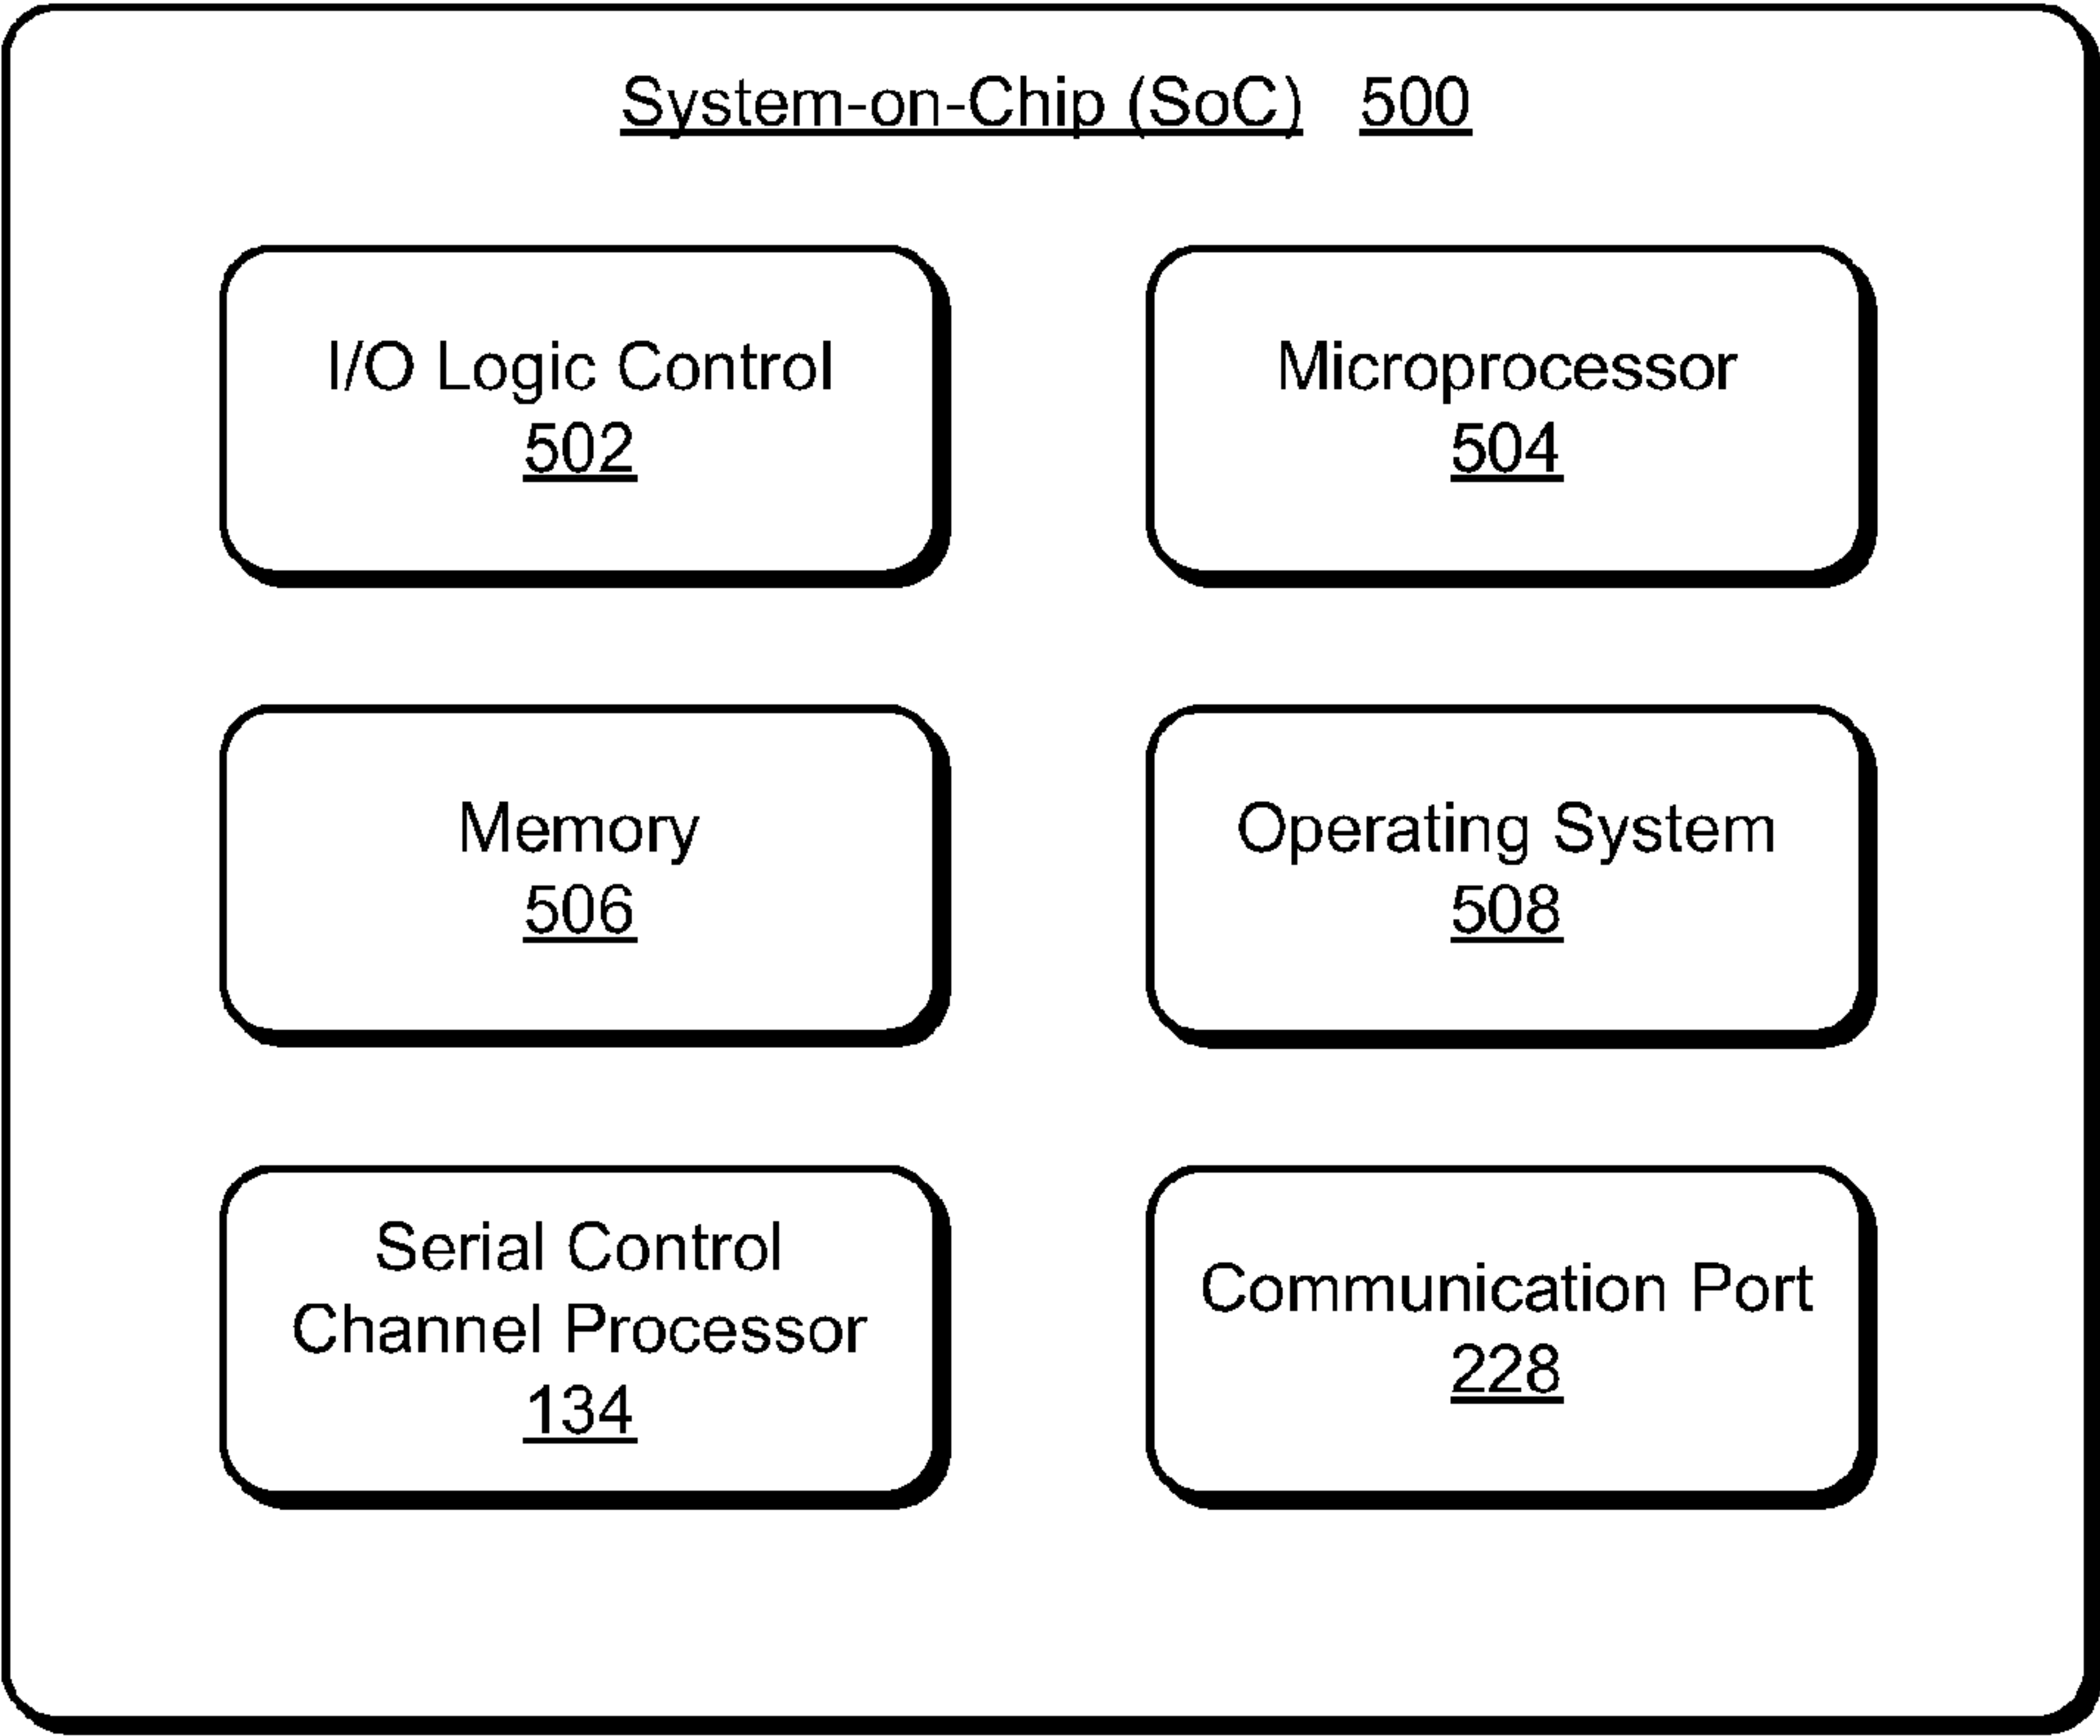 System-on-Chip (SoC) 500
I/O Logic Control
502
Microprocessor
504
Memory
506
Operating System
508
Serial Control
Channel Processor
134
Communication Port
228